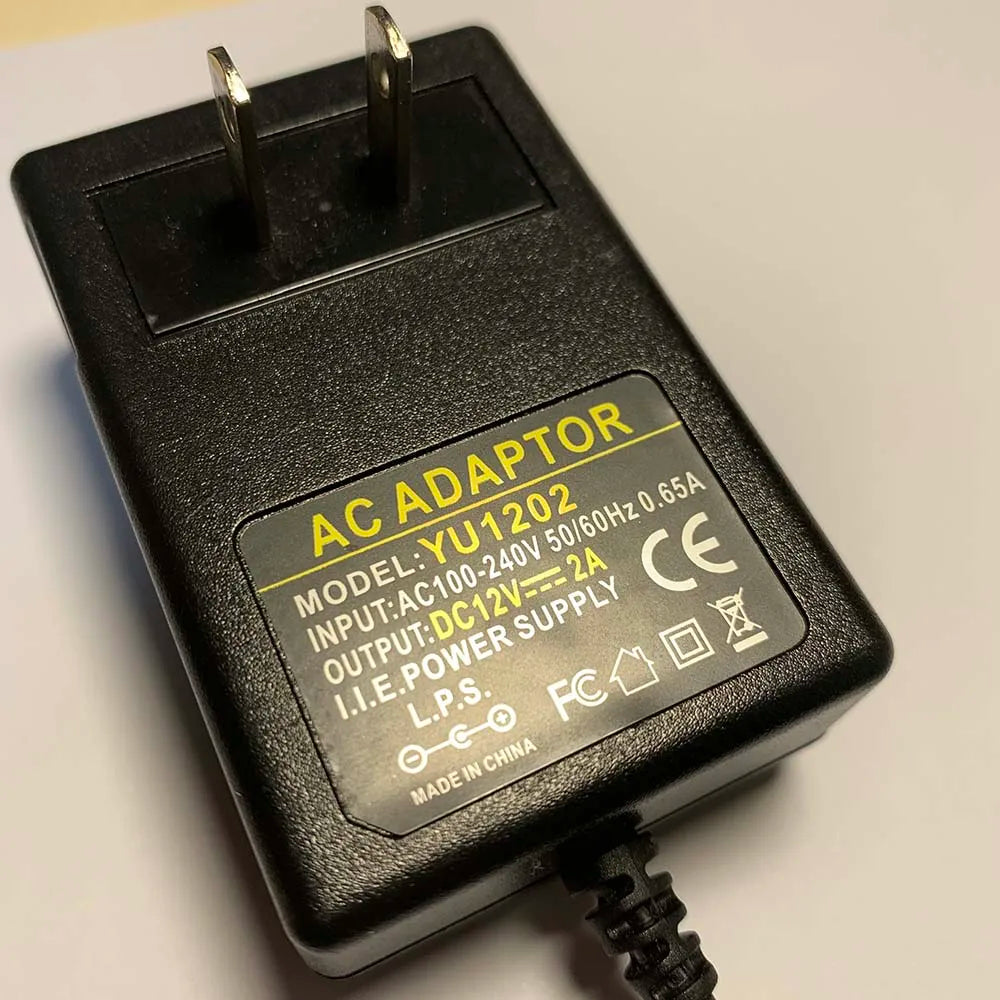 AC ADAPTOR
MODEL:YU1202
INPUT:AC100-240V 50/60Hz 0.65A
OUTPUT:DC12V⎓2A
I.I.E.POWER SUPPLY
L.P.S.
CE
FC
MADE IN CHINA